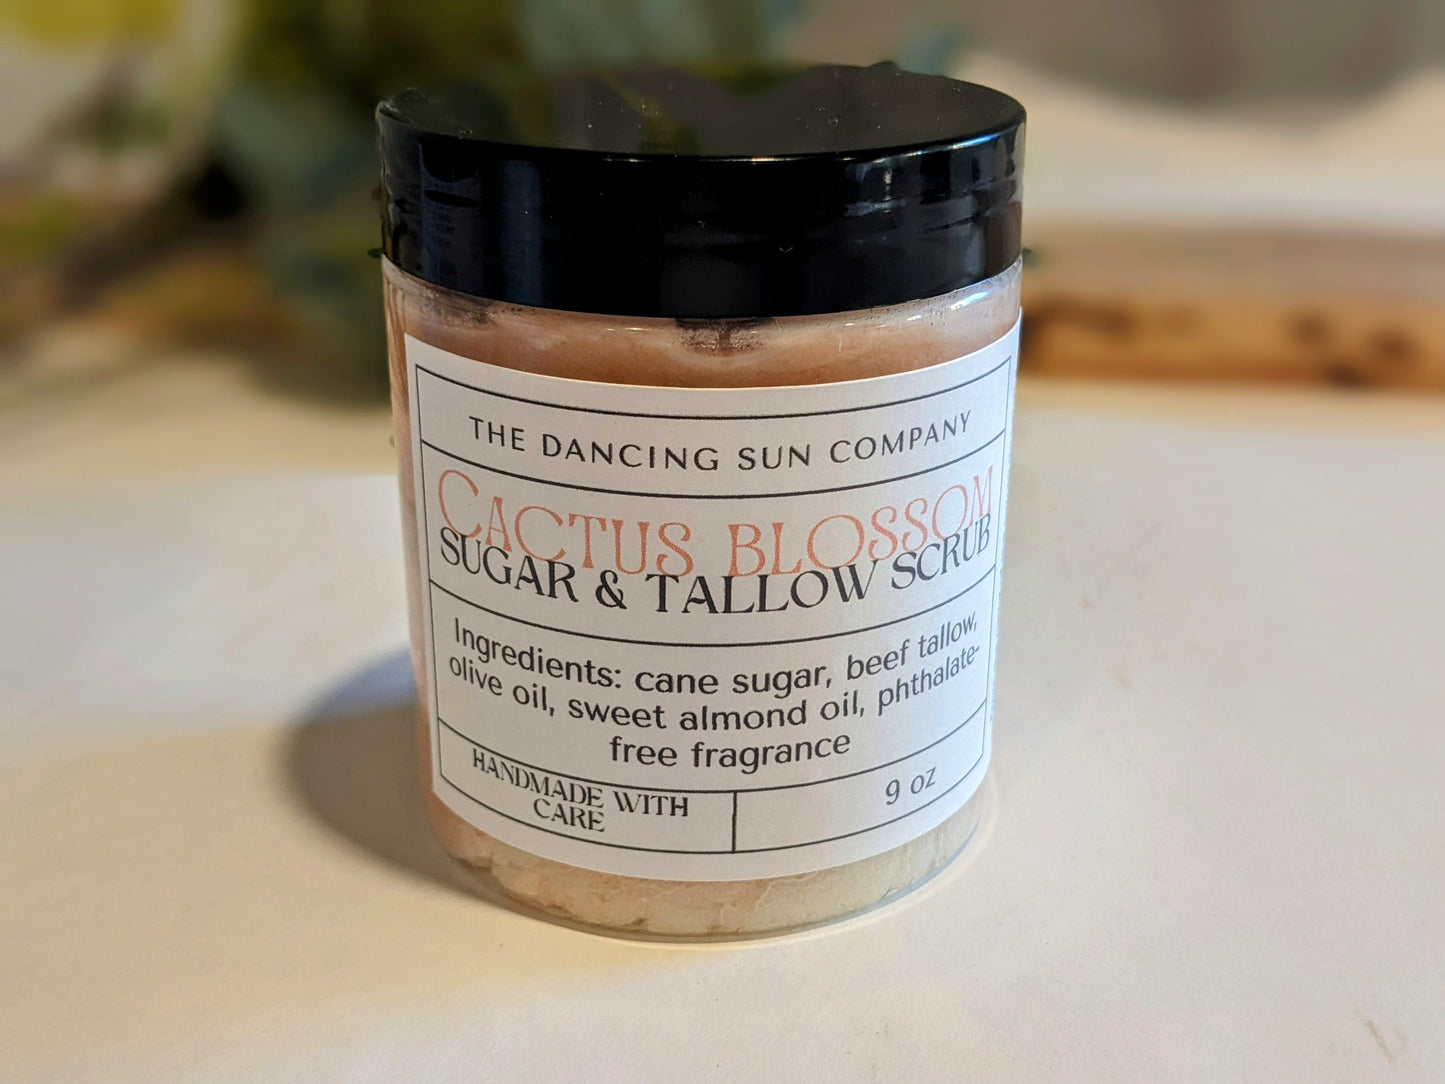 THE DANCING SUN COMPANY
CACTUS BLOSSOM
SUGAR & TALLOW SCRUB
Ingredients: cane sugar, beef tallow,
olive oil, sweet almond oil, phthalate-
free fragrance
HANDMADE WITH
CARE
9 oz